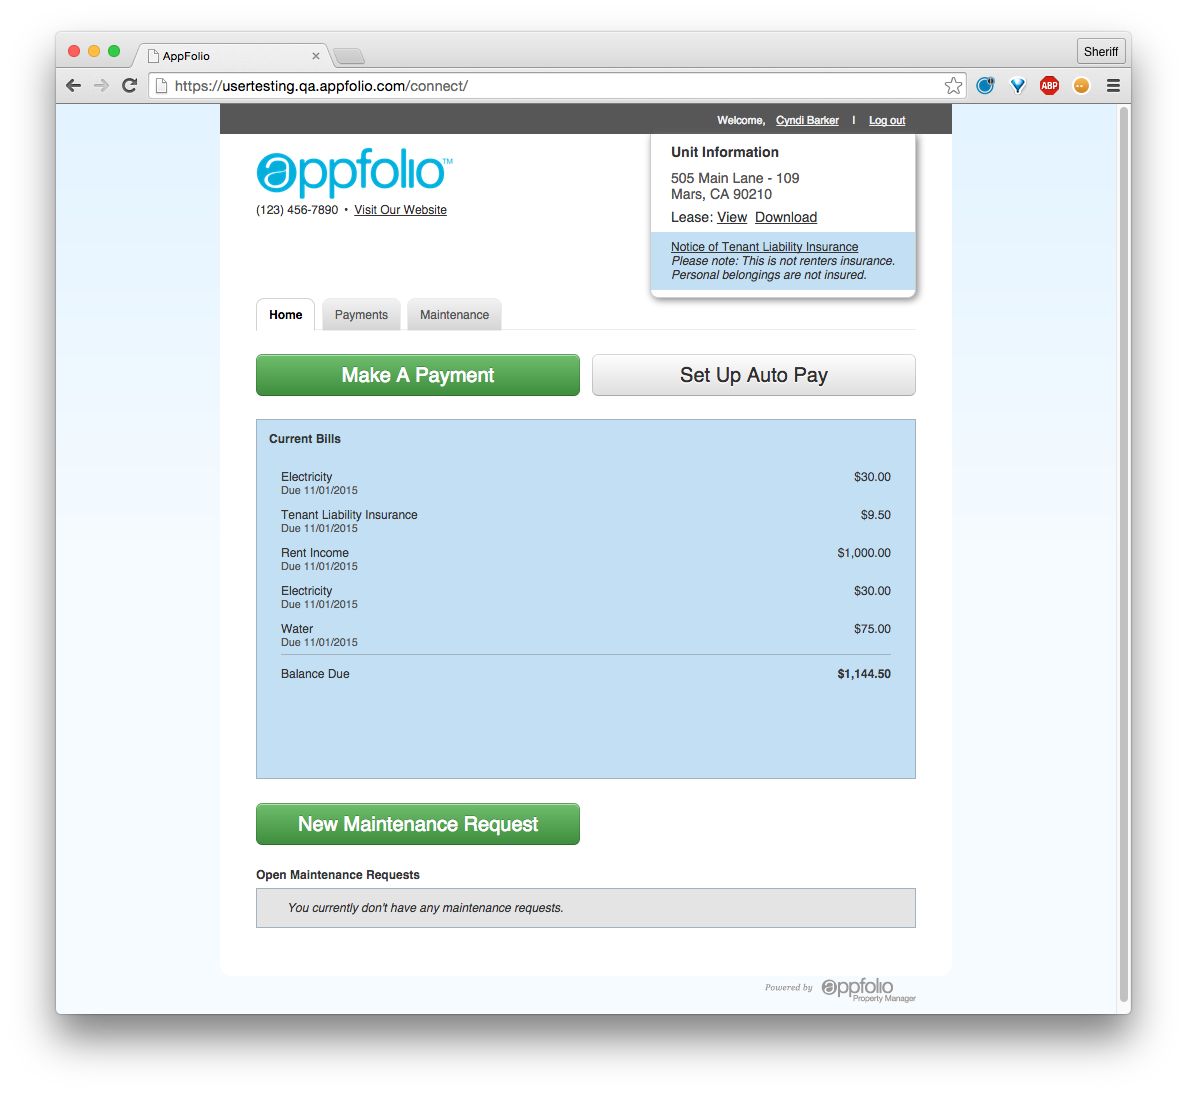 AppFolio
Sheriff
https://usertesting.qa.appfolio.com/connect/
ABP
Welcome, Cyndi Barker | Log out
appfolio™
(123) 456-7890 • Visit Our Website
Unit Information
505 Main Lane - 109
Mars, CA 90210
Lease: View Download
Notice of Tenant Liability Insurance
Please note: This is not renters insurance.
Personal belongings are not insured.
Home Payments Maintenance
Make A Payment Set Up Auto Pay
Current Bills
Electricity $30.00
Due 11/01/2015
Tenant Liability Insurance $9.50
Due 11/01/2015
Rent Income $1,000.00
Due 11/01/2015
Electricity $30.00
Due 11/01/2015
Water $75.00
Due 11/01/2015
Balance Due $1,144.50
New Maintenance Request
Open Maintenance Requests
You currently don't have any maintenance requests.
Powered by appfolio
Property Manager